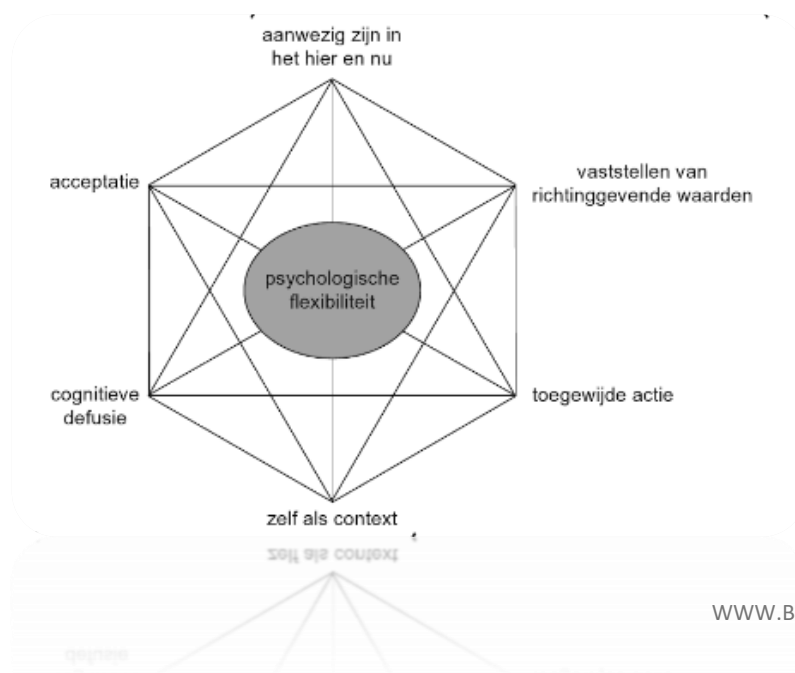 aanwezig zijn in
het hier en nu
acceptatie
vaststellen van
richtinggevende waarden
psychologische
flexibiliteit
cognitieve
defusie
toegewijde actie
zelf als context
WWW.B